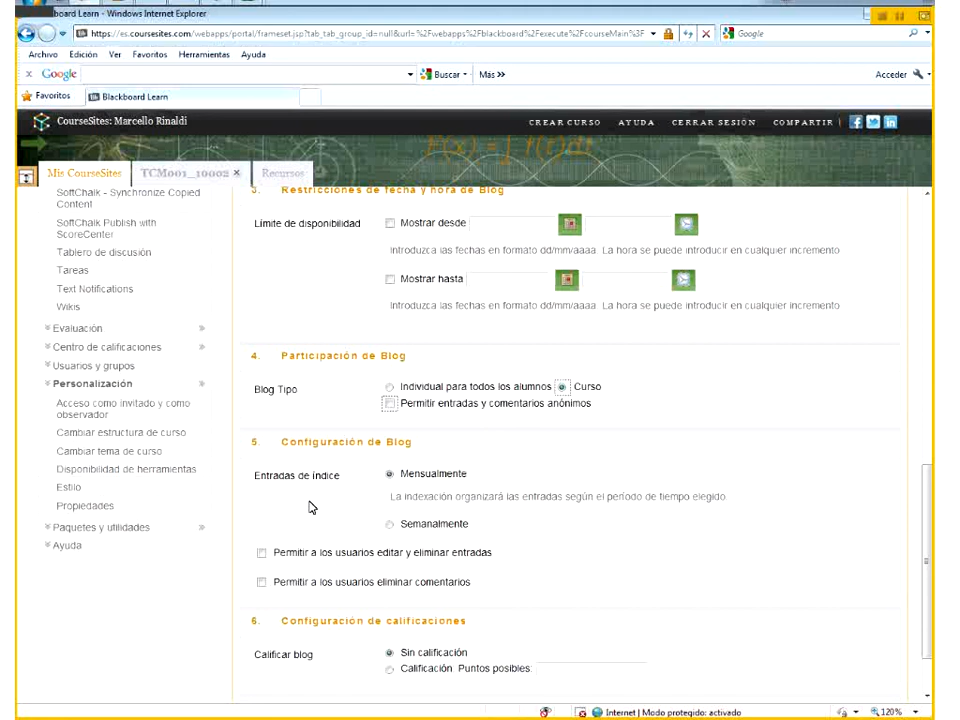 board Learn - Windows Internet Explorer
https://es.coursesites.com/webapps/portal/frameset.jsp?tab_tab_group_id=null&url=%2Fwebapps%2Fblackboard%2Fexecute%2FcourseMain%3F
Google
Archivo Edición Ver Favoritos Herramientas Ayuda
x Google Buscar Más >> Acceder
Favoritos Blackboard Learn
CourseSites: Marcello Rinaldi CREAR CURSO AYUDA CERRAR SESIÓN COMPARTIR
Mis CourseSites TCM001_10002 × Recursos
SoftChalk - Synchronize Copied
Content
SoftChalk Publish with
ScoreCenter
Tablero de discusión
Tareas
Text Notifications
Wikis
Evaluación
Centro de calificaciones
Usuarios y grupos
Personalización
Acceso como invitado y como
observador
Cambiar estructura de curso
Cambiar tema de curso
Disponibilidad de herramientas
Estilo
Propiedades
Paquetes y utilidades
Ayuda
3. Restricciones de fecha y hora de Blog
Límite de disponibilidad Mostrar desde
Introduzca las fechas en formato dd/mm/aaaa. La hora se puede introducir en cualquier incremento
Mostrar hasta
Introduzca las fechas en formato dd/mm/aaaa. La hora se puede introducir en cualquier incremento
4. Participación de Blog
Blog Tipo Individual para todos los alumnos Curso
Permitir entradas y comentarios anónimos
5. Configuración de Blog
Entradas de índice Mensualmente
La indexación organizará las entradas según el período de tiempo elegido
Semanalmente
Permitir a los usuarios editar y eliminar entradas
Permitir a los usuarios eliminar comentarios
6. Configuración de calificaciones
Calificar blog Sin calificación
Calificación Puntos posibles:
Internet | Modo protegido: activado 120%